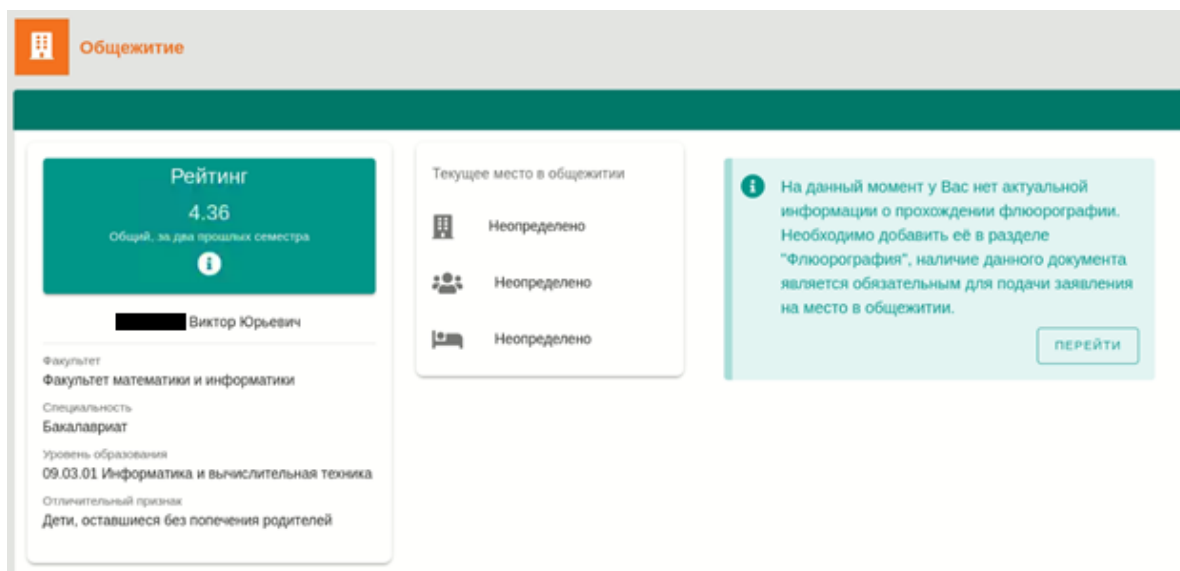 Общежитие
Рейтинг
4.36
Общий, за два прошлых семестра
Виктор Юрьевич
Факультет
Факультет математики и информатики
Специальность
Бакалавриат
Уровень образования
09.03.01 Информатика и вычислительная техника
Отличительный признак
Дети, оставшиеся без попечения родителей
Текущее место в общежитии
Неопределено
Неопределено
Неопределено
На данный момент у Вас нет актуальной
информации о прохождении флюорографии.
Необходимо добавить её в разделе
"Флюорография", наличие данного документа
является обязательным для подачи заявления
на место в общежитии.
ПЕРЕЙТИ